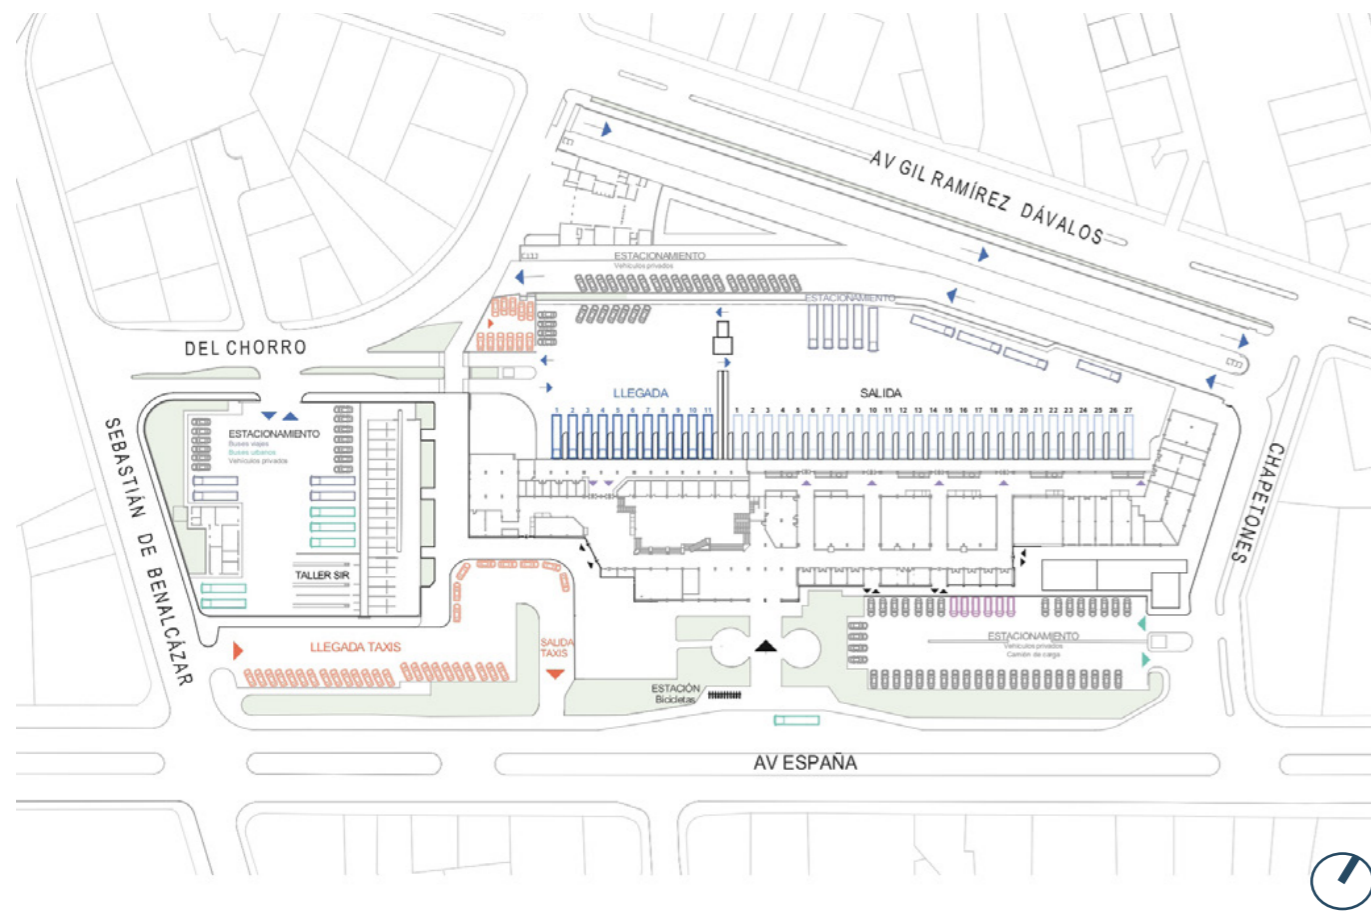 AV GIL RAMÍREZ DÁVALOS
ESTACIONAMIENTO
Vehículos privados
ESTACIONAMIENTO
DEL CHORRO
LLEGADA
SALIDA
1 2 3 4 5 6 7 8 9 10 11
1 2 3 4 5 6 7 8 9 10 11 12 13 14 15 16 17 18 19 20 21 22 23 24 25 26 27
ESTACIONAMIENTO
Buses viajes
Buses urbanos
Vehículos privados
SEBASTIÁN DE BENALCÁZAR
CHAPETONES
TALLER SIR
LLEGADA TAXIS
SALIDA
TAXIS
ESTACIONAMIENTO
Vehículos privados
Camión de carga
ESTACIÓN
Bicicletas
AV ESPAÑA